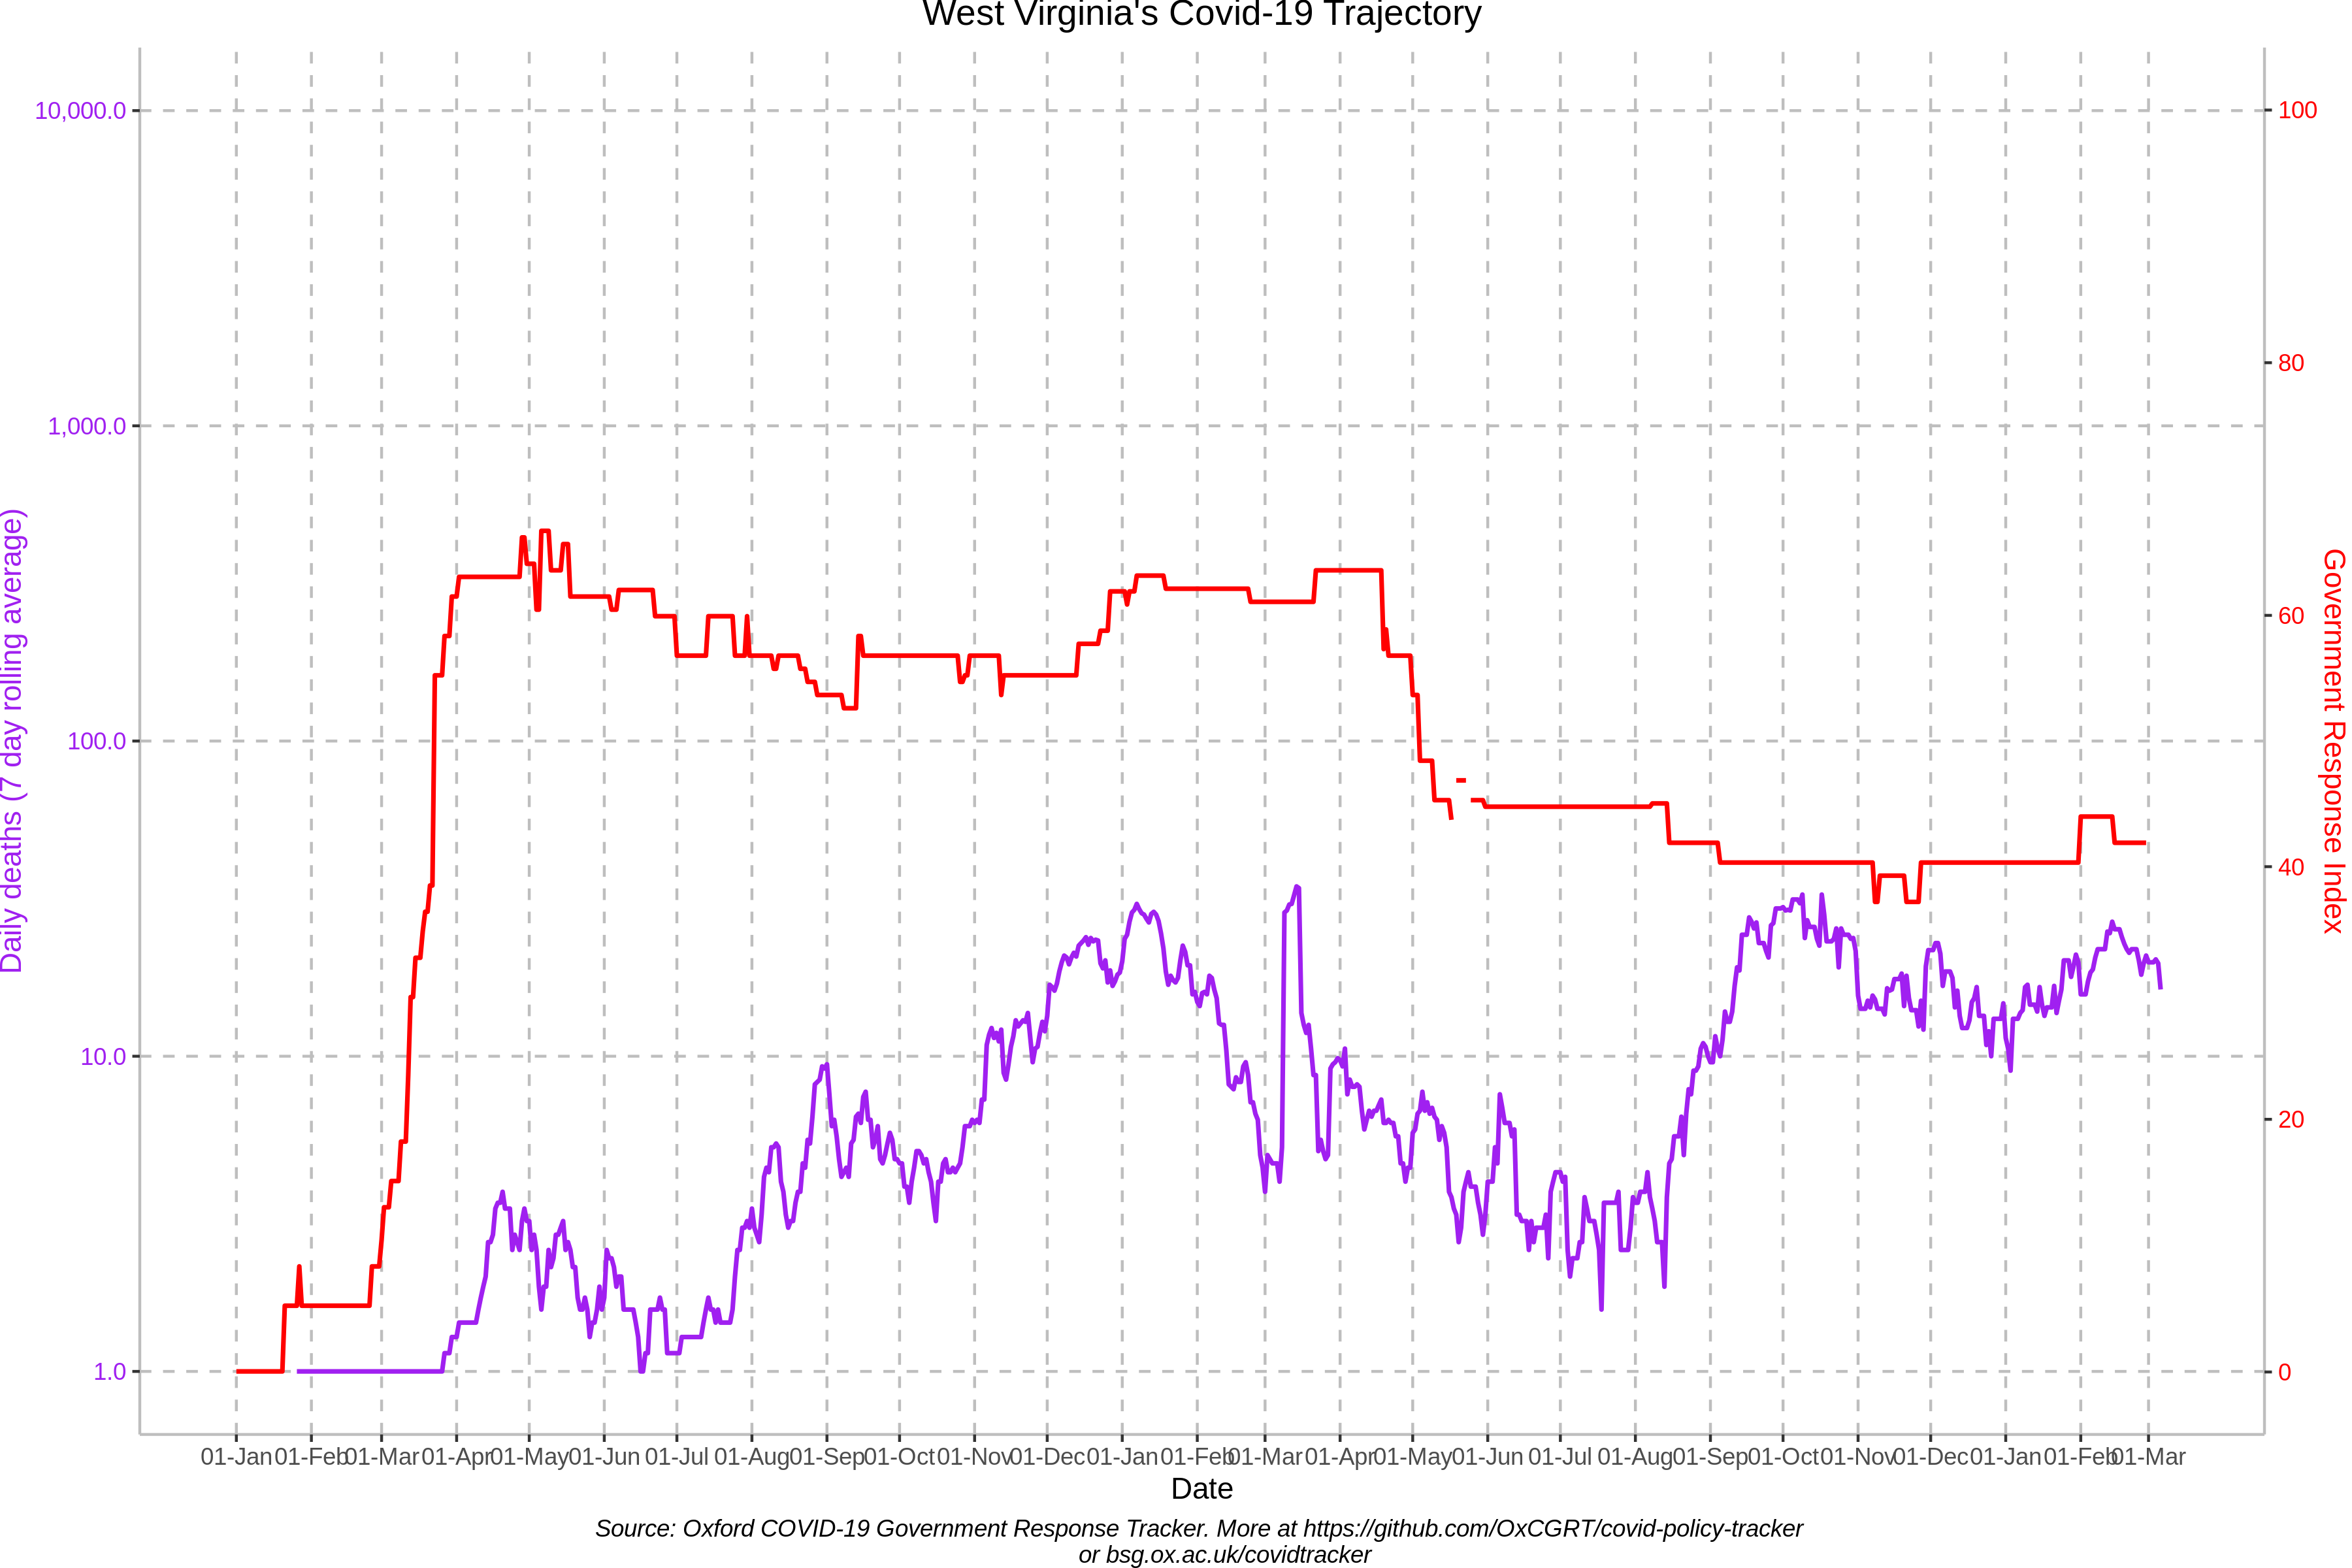 West Virginia's Covid-19 Trajectory
10,000.0
1,000.0
100.0
10.0
1.0
Daily deaths (7 day rolling average)
100
80
60
40
20
0
Government Response Index
01-Jan 01-Feb 01-Mar 01-Apr 01-May 01-Jun 01-Jul 01-Aug 01-Sep 01-Oct 01-Nov 01-Dec 01-Jan 01-Feb 01-Mar 01-Apr 01-May 01-Jun 01-Jul 01-Aug 01-Sep 01-Oct 01-Nov 01-Dec 01-Jan 01-Feb 01-Mar
Date
Source: Oxford COVID-19 Government Response Tracker. More at https://github.com/OxCGRT/covid-policy-tracker
or bsg.ox.ac.uk/covidtracker